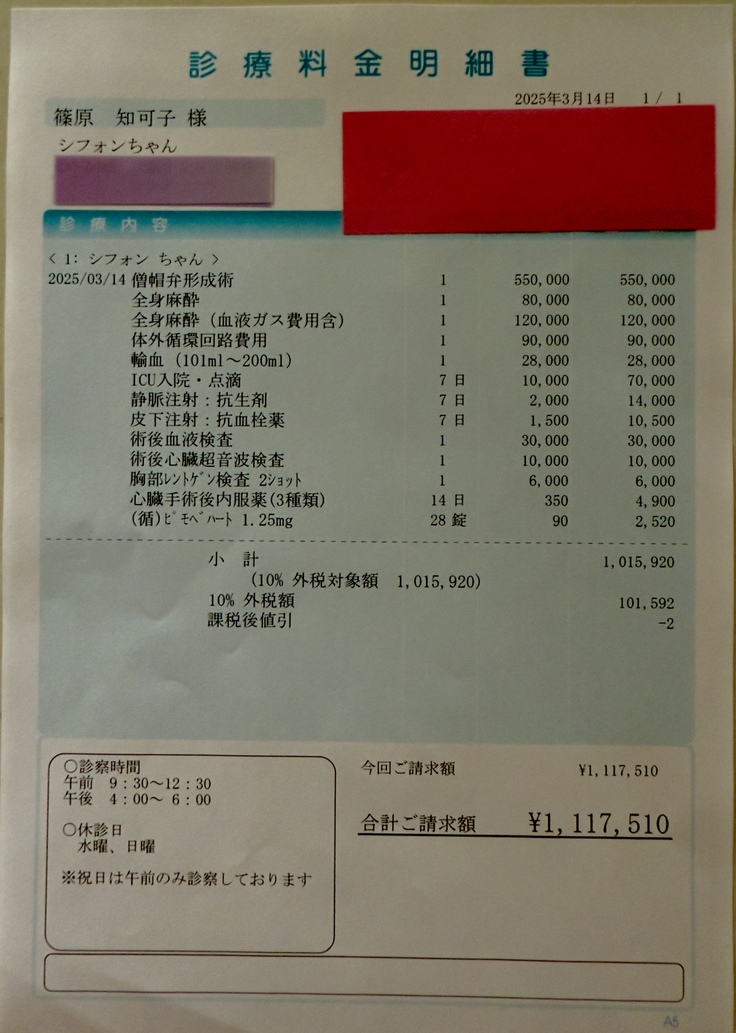 診療料金明細書
2025年3月14日 1 / 1
篠原 知可子 様
シフォンちゃん
診療内容
< 1: シフォン ちゃん >
2025/03/14 僧帽弁形成術 1 550,000 550,000
全身麻酔 1 80,000 80,000
全身麻酔（血液ガス費用含） 1 120,000 120,000
体外循環回路費用 1 90,000 90,000
輸血（101ml～200ml） 1 28,000 28,000
ICU入院・点滴 7 日 10,000 70,000
静脈注射：抗生剤 7 日 2,000 14,000
皮下注射：抗血栓薬 7 日 1,500 10,500
術後血液検査 1 30,000 30,000
術後心臓超音波検査 1 10,000 10,000
胸部ﾚﾝﾄｹﾞﾝ検査 2ｼｮｯﾄ 1 6,000 6,000
心臓手術後内服薬(3種類) 14 日 350 4,900
(循)ﾋﾟﾓﾍﾞﾊｰﾄ 1.25mg 28 錠 90 2,520
小 計 1,015,920
（10% 外税対象額 1,015,920）
10% 外税額 101,592
課税後値引 -2
○診察時間
午前 9：30～12：30
午後 4：00～ 6：00
○休診日
水曜、日曜
※祝日は午前のみ診察しております
今回ご請求額 ¥1,117,510
合計ご請求額 ¥1,117,510
A5